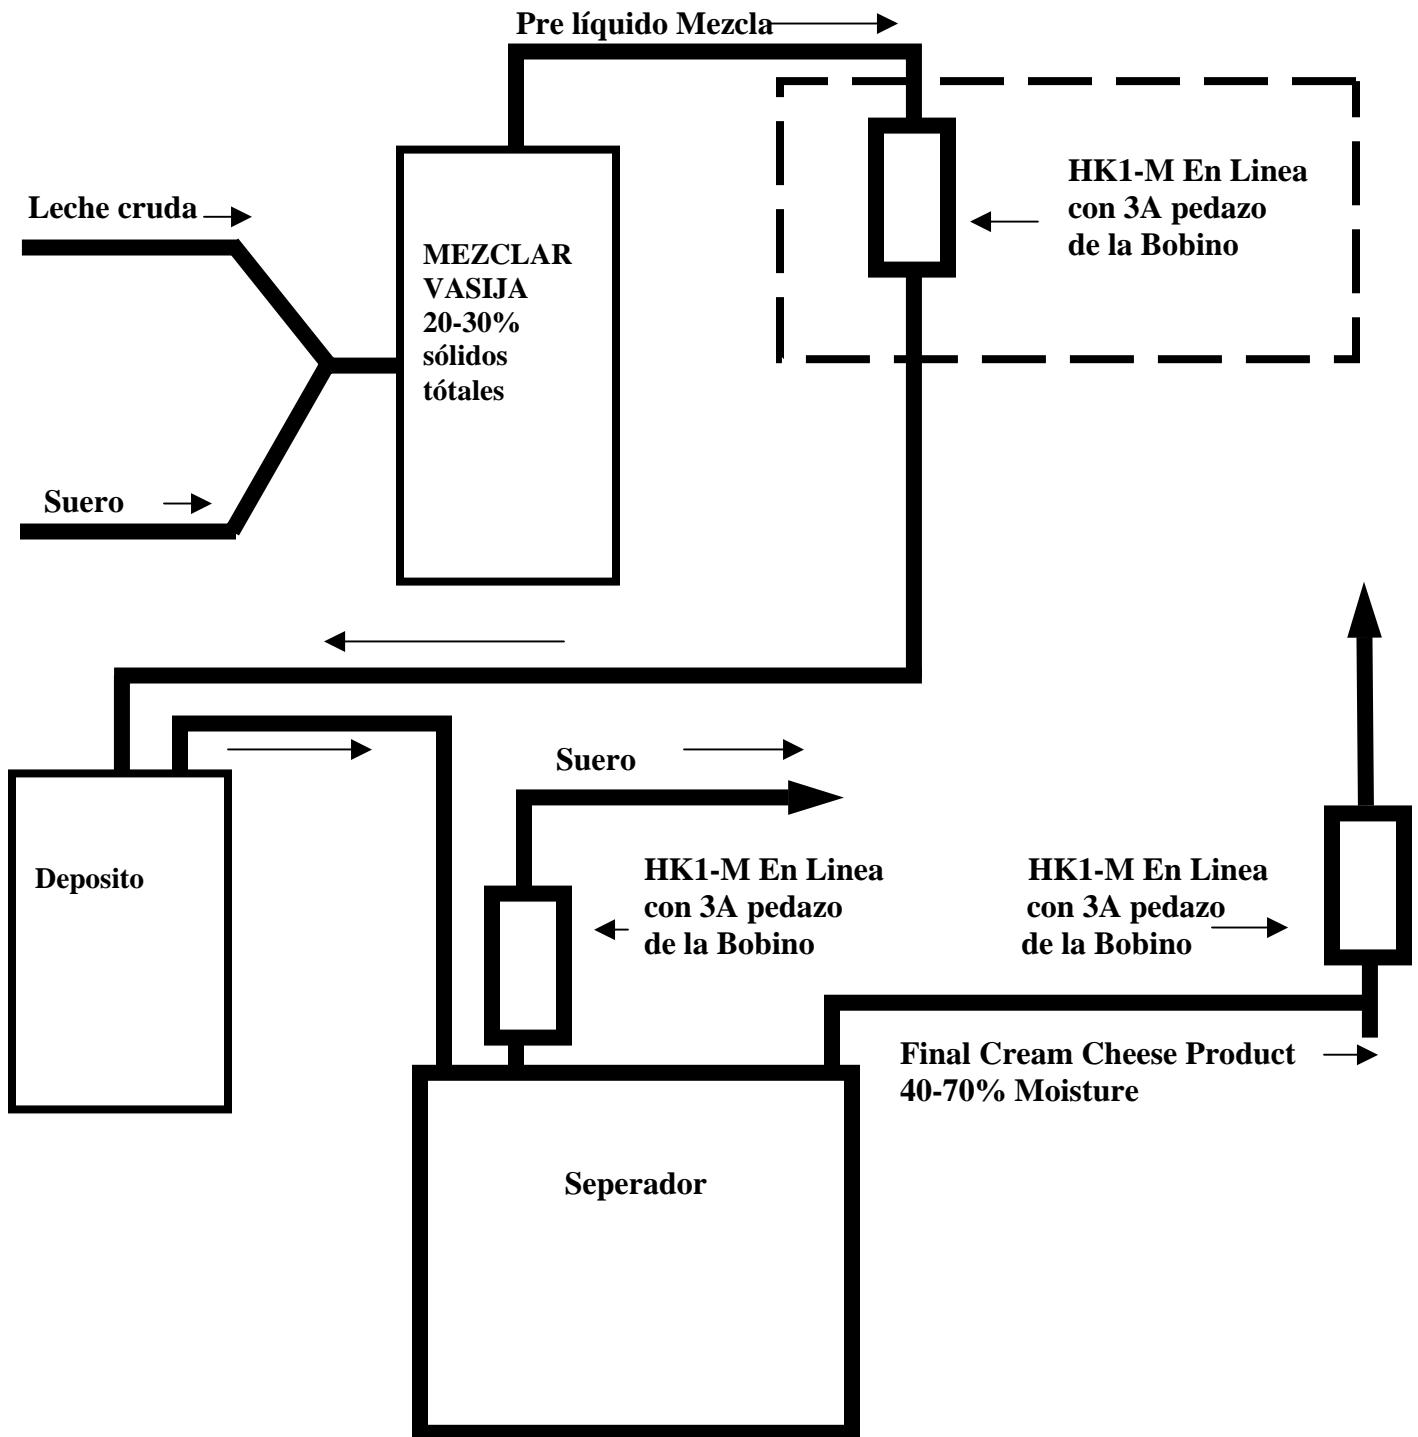 Pre líquido Mezcla
HK1-M En Linea
con 3A pedazo
de la Bobino
Leche cruda
MEZCLAR
VASIJA
20-30%
sólidos
tótales
Suero
Suero
Deposito
HK1-M En Linea
con 3A pedazo
de la Bobino
HK1-M En Linea
con 3A pedazo
de la Bobino
Final Cream Cheese Product
40-70% Moisture
Seperador